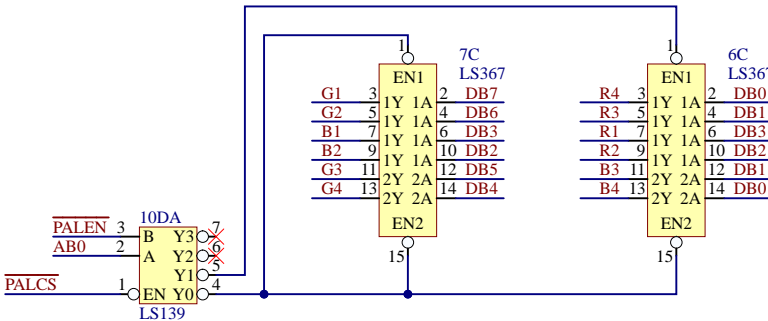 7C
LS367
1
EN1
G1 3 1Y 1A 2 DB7
G2 5 1Y 1A 4 DB6
B1 7 1Y 1A 6 DB3
B2 9 1Y 1A 10 DB2
G3 11 2Y 2A 12 DB5
G4 13 2Y 2A 14 DB4
EN2
15
6C
LS367
1
EN1
R4 3 1Y 1A 2 DB0
R3 5 1Y 1A 4 DB1
R1 7 1Y 1A 6 DB3
R2 9 1Y 1A 10 DB2
B3 11 2Y 2A 12 DB1
B4 13 2Y 2A 14 DB0
EN2
15
10DA
PALEN 3 B Y3 7
AB0 2 A Y2 6
Y1 5
PALCS 1 EN Y0 4
LS139